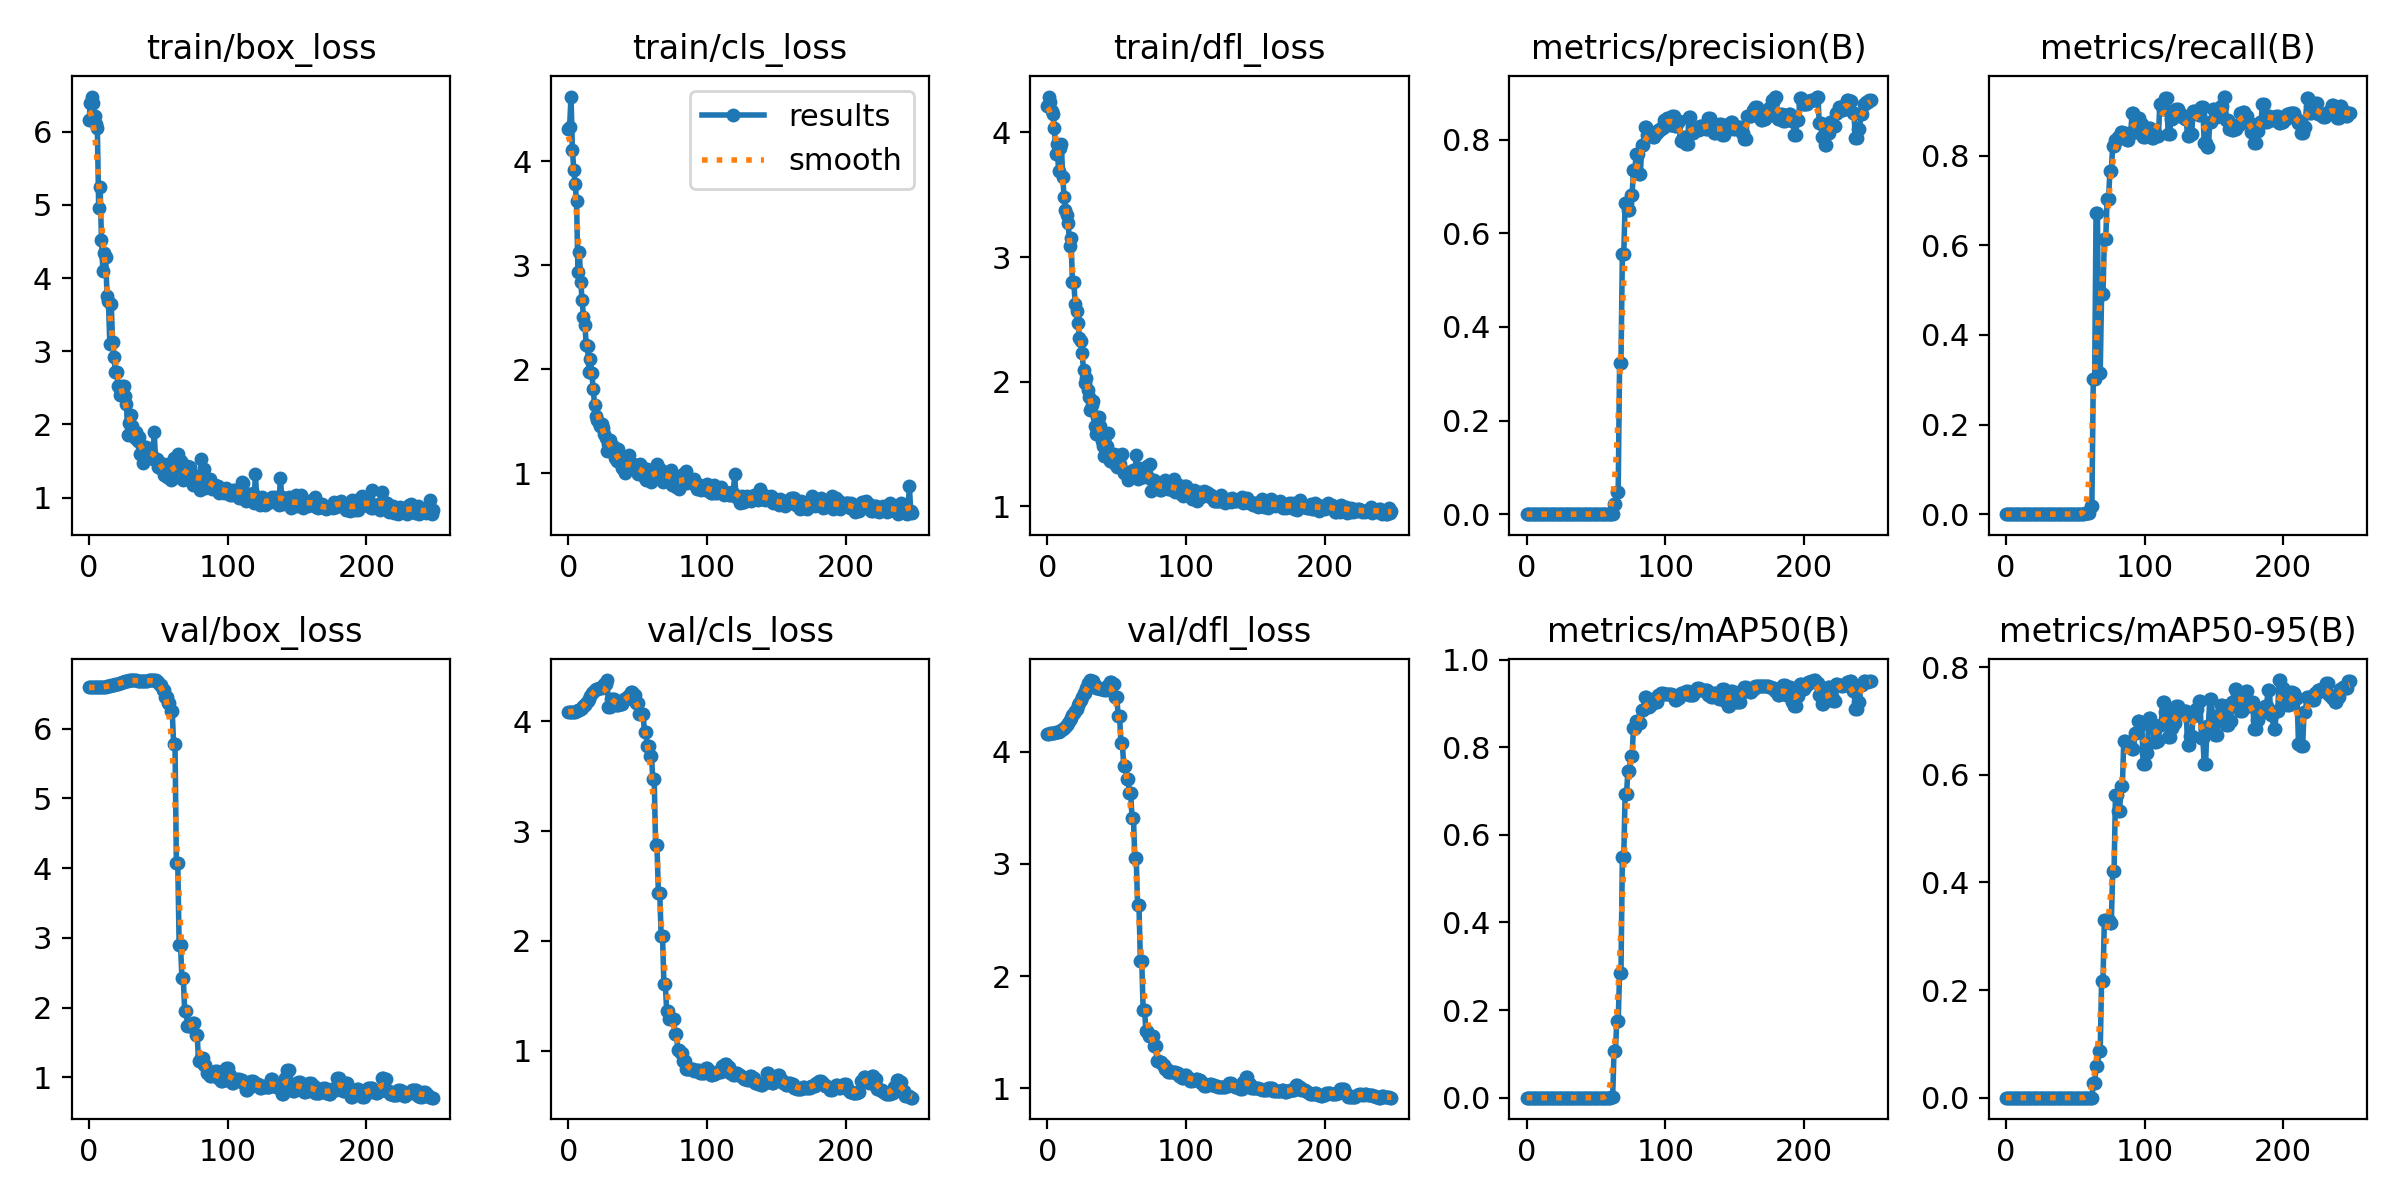 train/box_loss
6
5
4
3
2
1
0 100 200
train/cls_loss
results
smooth
4
3
2
1
0 100 200
train/dfl_loss
4
3
2
1
0 100 200
metrics/precision(B)
0.8
0.6
0.4
0.2
0.0
0 100 200
metrics/recall(B)
0.8
0.6
0.4
0.2
0.0
0 100 200
val/box_loss
6
5
4
3
2
1
0 100 200
val/cls_loss
4
3
2
1
0 100 200
val/dfl_loss
4
3
2
1
0 100 200
metrics/mAP50(B)
1.0
0.8
0.6
0.4
0.2
0.0
0 100 200
metrics/mAP50-95(B)
0.8
0.6
0.4
0.2
0.0
0 100 200